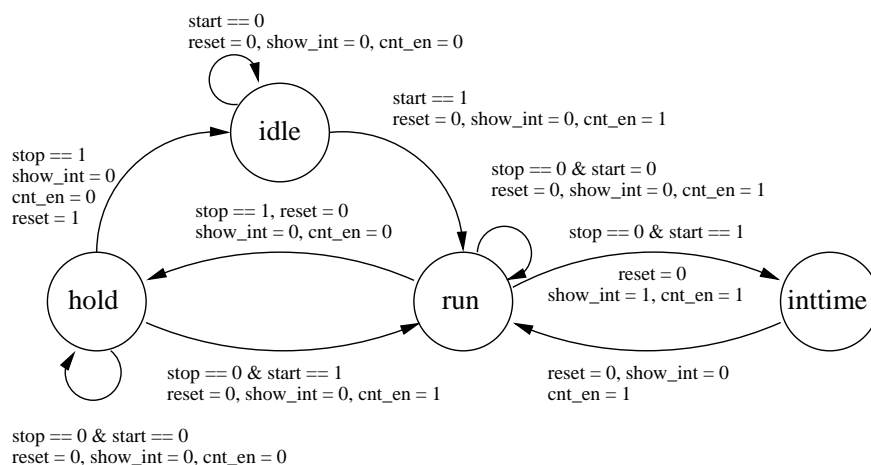 start == 0
reset = 0, show_int = 0, cnt_en = 0
idle
start == 1
reset = 0, show_int = 0, cnt_en = 1
stop == 1
show_int = 0
cnt_en = 0
reset = 1
stop == 0 & start = 0
reset = 0, show_int = 0, cnt_en = 1
stop == 1, reset = 0
show_int = 0, cnt_en = 0
stop == 0 & start == 1
reset = 0
show_int = 1, cnt_en = 1
hold
run
inttime
stop == 0 & start == 1
reset = 0, show_int = 0, cnt_en = 1
reset = 0, show_int = 0
cnt_en = 1
stop == 0 & start == 0
reset = 0, show_int = 0, cnt_en = 0